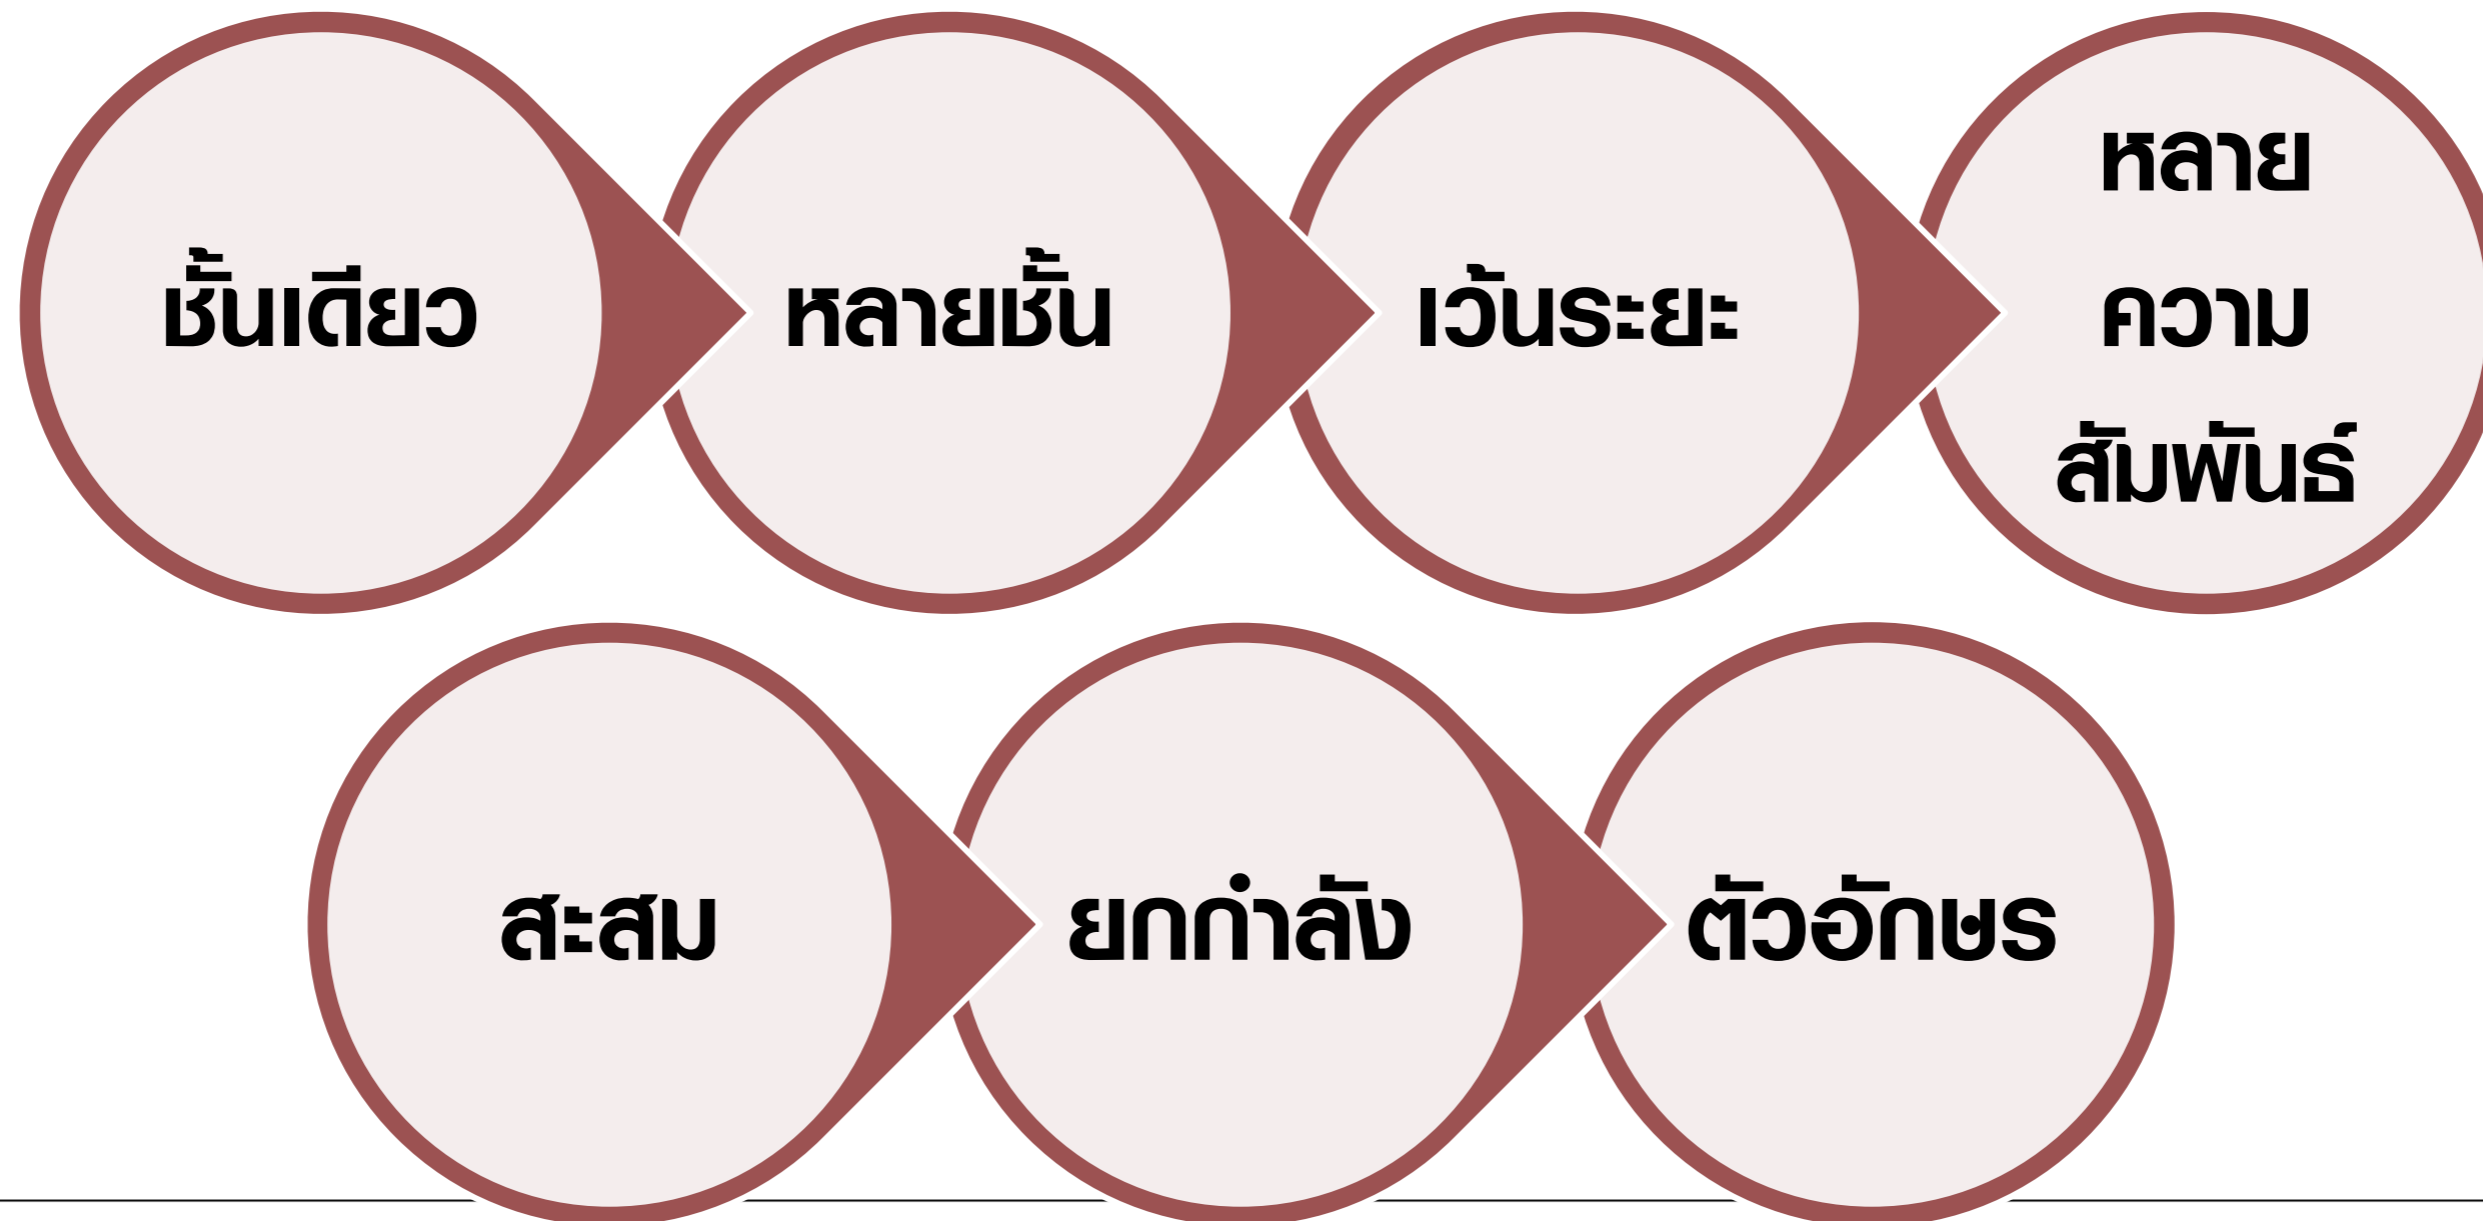 ชั้นเดียว
หลายชั้น
เว้นระยะ
หลาย
ความ
สัมพันธ์
สะสม
ยกกำลัง
ตัวอักษร